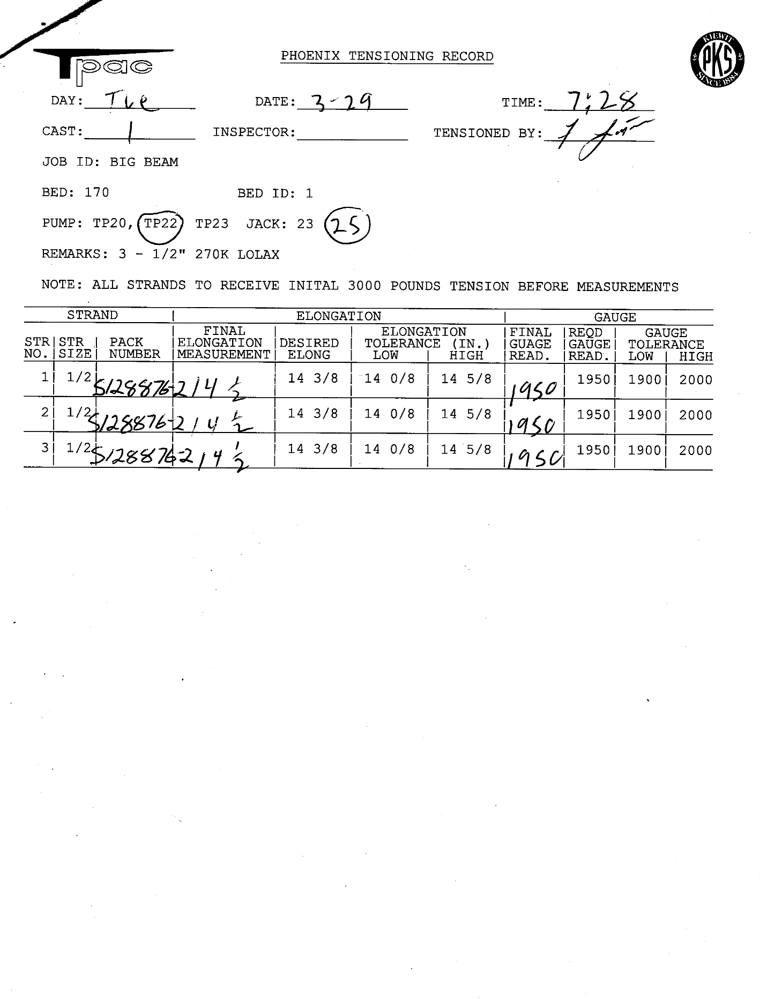 Tpac
PHOENIX TENSIONING RECORD
KIEWIT
PKS
SINCE 1884
DAY: Tue DATE: 3-29 TIME: 7:28
CAST: 1 INSPECTOR: TENSIONED BY:
JOB ID: BIG BEAM
BED: 170 BED ID: 1
PUMP: TP20, TP22 TP23 JACK: 23 25
REMARKS: 3 - 1/2" 270K LOLAX
NOTE: ALL STRANDS TO RECEIVE INITAL 3000 POUNDS TENSION BEFORE MEASUREMENTS
STRAND ELONGATION GAUGE
FINAL ELONGATION FINAL REQD GAUGE
STR STR PACK ELONGATION DESIRED TOLERANCE (IN.) GUAGE GAUGE TOLERANCE
NO. SIZE NUMBER MEASUREMENT ELONG LOW HIGH READ. READ. LOW HIGH
1 1/2 S128876-2 14 1/2 14 3/8 14 0/8 14 5/8 1950 1950 1900 2000
2 1/2 S128876-2 14 1/2 14 3/8 14 0/8 14 5/8 1950 1950 1900 2000
3 1/2 S128876-2 14 1/2 14 3/8 14 0/8 14 5/8 1950 1950 1900 2000